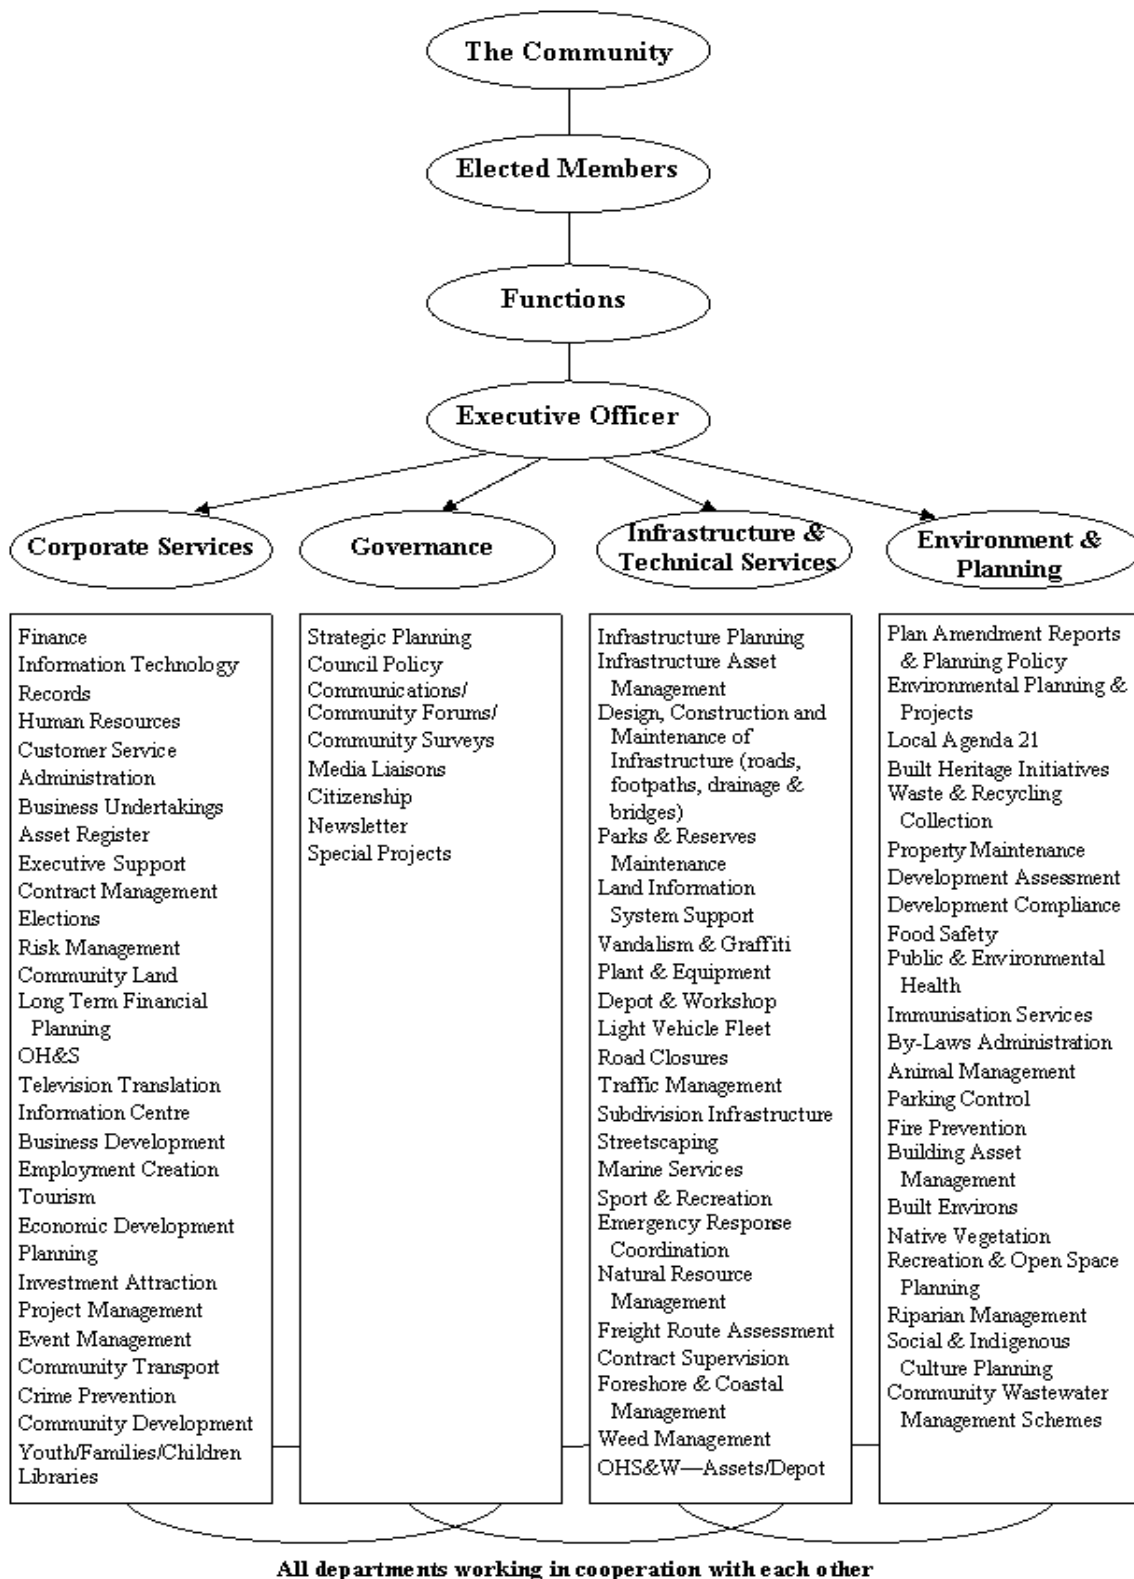 The Community
Elected Members
Functions
Executive Officer
Corporate Services
Governance
Infrastructure &
Technical Services
Environment &
Planning
Finance
Information Technology
Records
Human Resources
Customer Service
Administration
Business Undertakings
Asset Register
Executive Support
Contract Management
Elections
Risk Management
Community Land
Long Term Financial
Planning
OH&S
Television Translation
Information Centre
Business Development
Employment Creation
Tourism
Economic Development
Planning
Investment Attraction
Project Management
Event Management
Community Transport
Crime Prevention
Community Development
Youth/Families/Children
Libraries
Strategic Planning
Council Policy
Communications/
Community Forums/
Community Surveys
Media Liaisons
Citizenship
Newsletter
Special Projects
Infrastructure Planning
Infrastructure Asset
Management
Design, Construction and
Maintenance of
Infrastructure (roads,
footpaths, drainage &
bridges)
Parks & Reserves
Maintenance
Land Information
System Support
Vandalism & Graffiti
Plant & Equipment
Depot & Workshop
Light Vehicle Fleet
Road Closures
Traffic Management
Subdivision Infrastructure
Streetscaping
Marine Services
Sport & Recreation
Emergency Response
Coordination
Natural Resource
Management
Freight Route Assessment
Contract Supervision
Foreshore & Coastal
Management
Weed Management
OHS&W—Assets/Depot
Plan Amendment Reports
& Planning Policy
Environmental Planning &
Projects
Local Agenda 21
Built Heritage Initiatives
Waste & Recycling
Collection
Property Maintenance
Development Assessment
Development Compliance
Food Safety
Public & Environmental
Health
Immunisation Services
By-Laws Administration
Animal Management
Parking Control
Fire Prevention
Building Asset
Management
Built Environs
Native Vegetation
Recreation & Open Space
Planning
Riparian Management
Social & Indigenous
Culture Planning
Community Wastewater
Management Schemes
All departments working in cooperation with each other